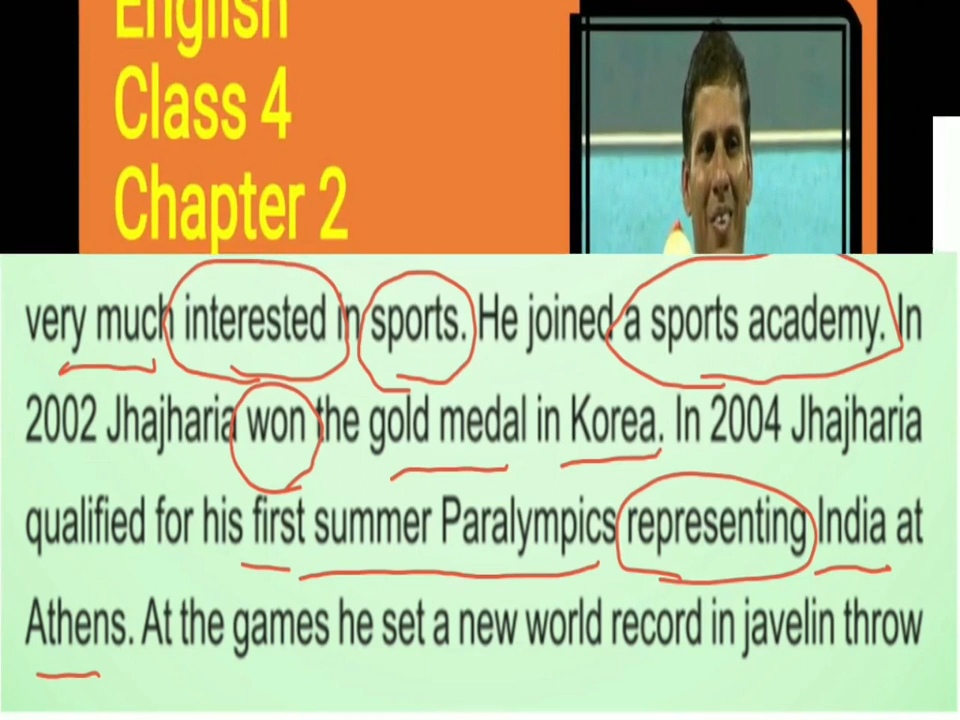 English
Class 4
Chapter 2
very much interested in sports. He joined a sports academy. In
2002 Jhajharia won the gold medal in Korea. In 2004 Jhajharia
qualified for his first summer Paralympics representing India at
Athens. At the games he set a new world record in javelin throw